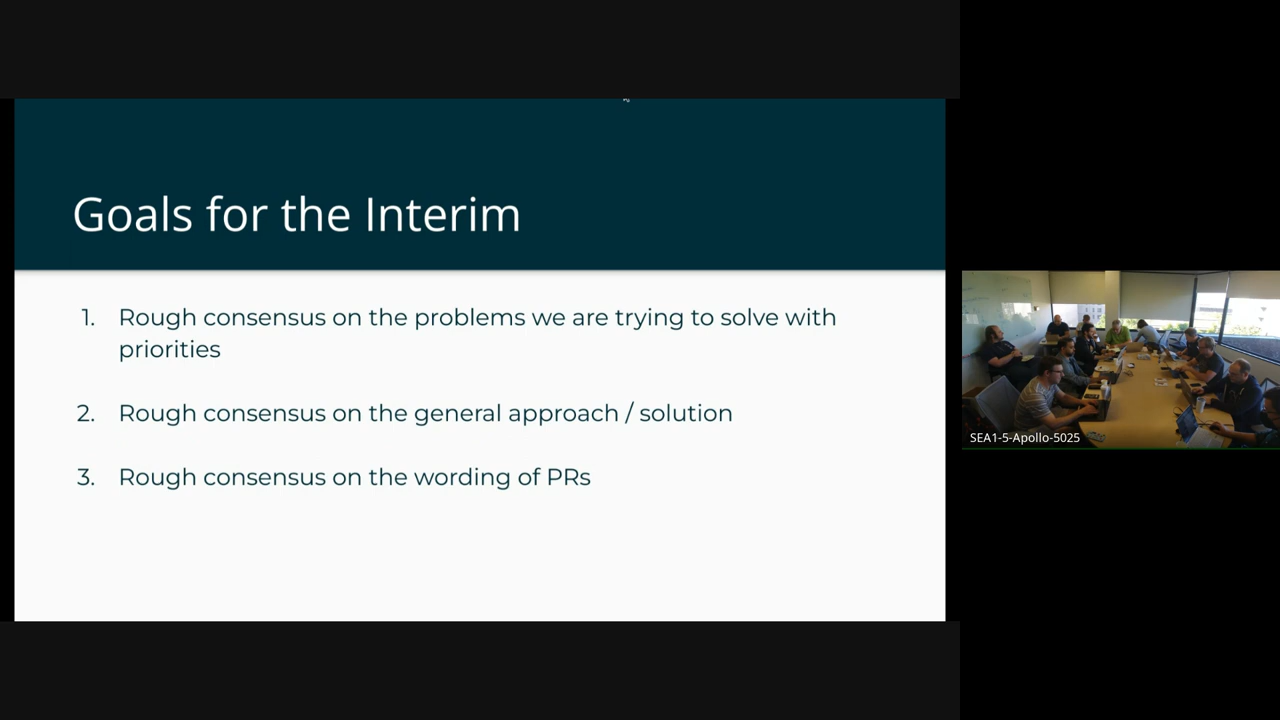 Goals for the Interim
1. Rough consensus on the problems we are trying to solve with
priorities
2. Rough consensus on the general approach / solution
3. Rough consensus on the wording of PRs
SEA1-5-Apollo-5025